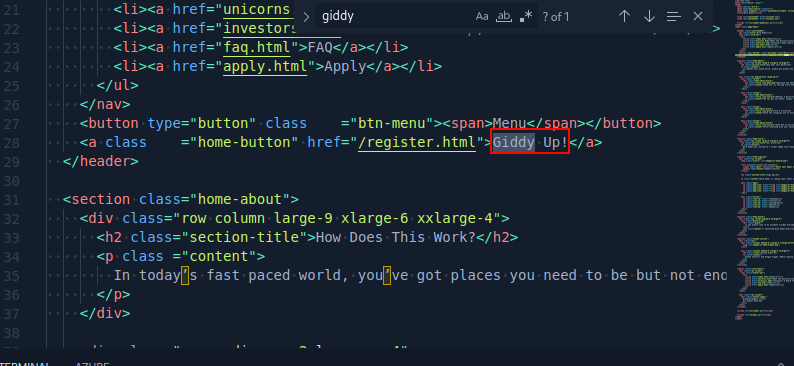 giddy
Aa ab .* ? of 1
21 <li><a href="unicorns
22 <li><a href="investors
23 <li><a href="faq.html">FAQ</a></li>
24 <li><a href="apply.html">Apply</a></li>
25 </ul>
26 </nav>
27 <button type="button" class    ="btn-menu"><span>Menu</span></button>
28 <a class    ="home-button" href="/register.html">Giddy Up!</a>
29 </header>
30
31 <section class="home-about">
32 <div class="row column large-9 xlarge-6 xxlarge-4">
33 <h2 class="section-title">How Does This Work?</h2>
34 <p class ="content">
35 In today’s fast paced world, you’ve got places you need to be but not end
36 </p>
37 </div>
38
TERMINAL AZURE